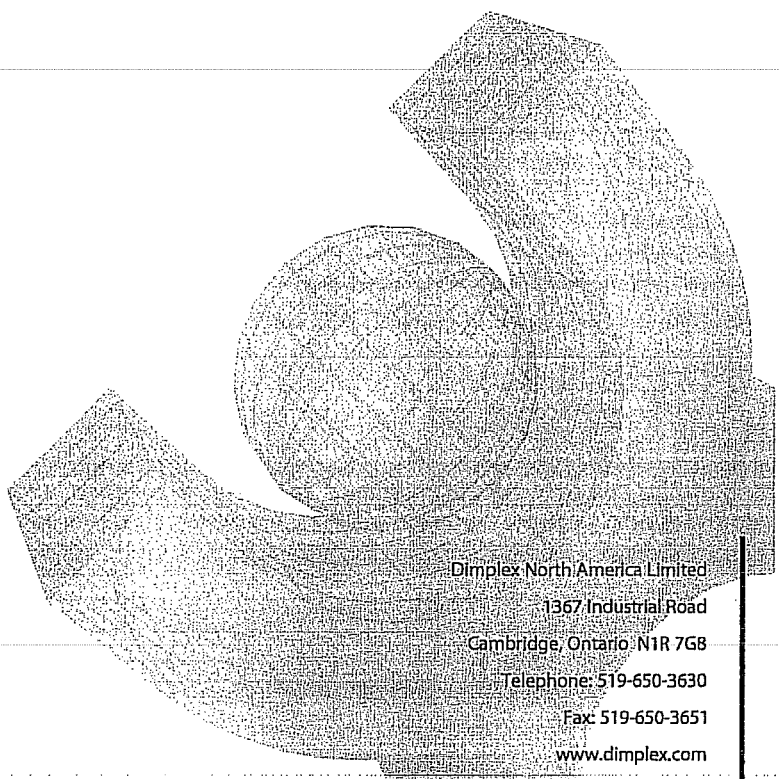 Dimplex North America Limited
1367 Industrial Road
Cambridge, Ontario N1R 7G8
Telephone: 519-650-3630
Fax: 519-650-3651
www.dimplex.com